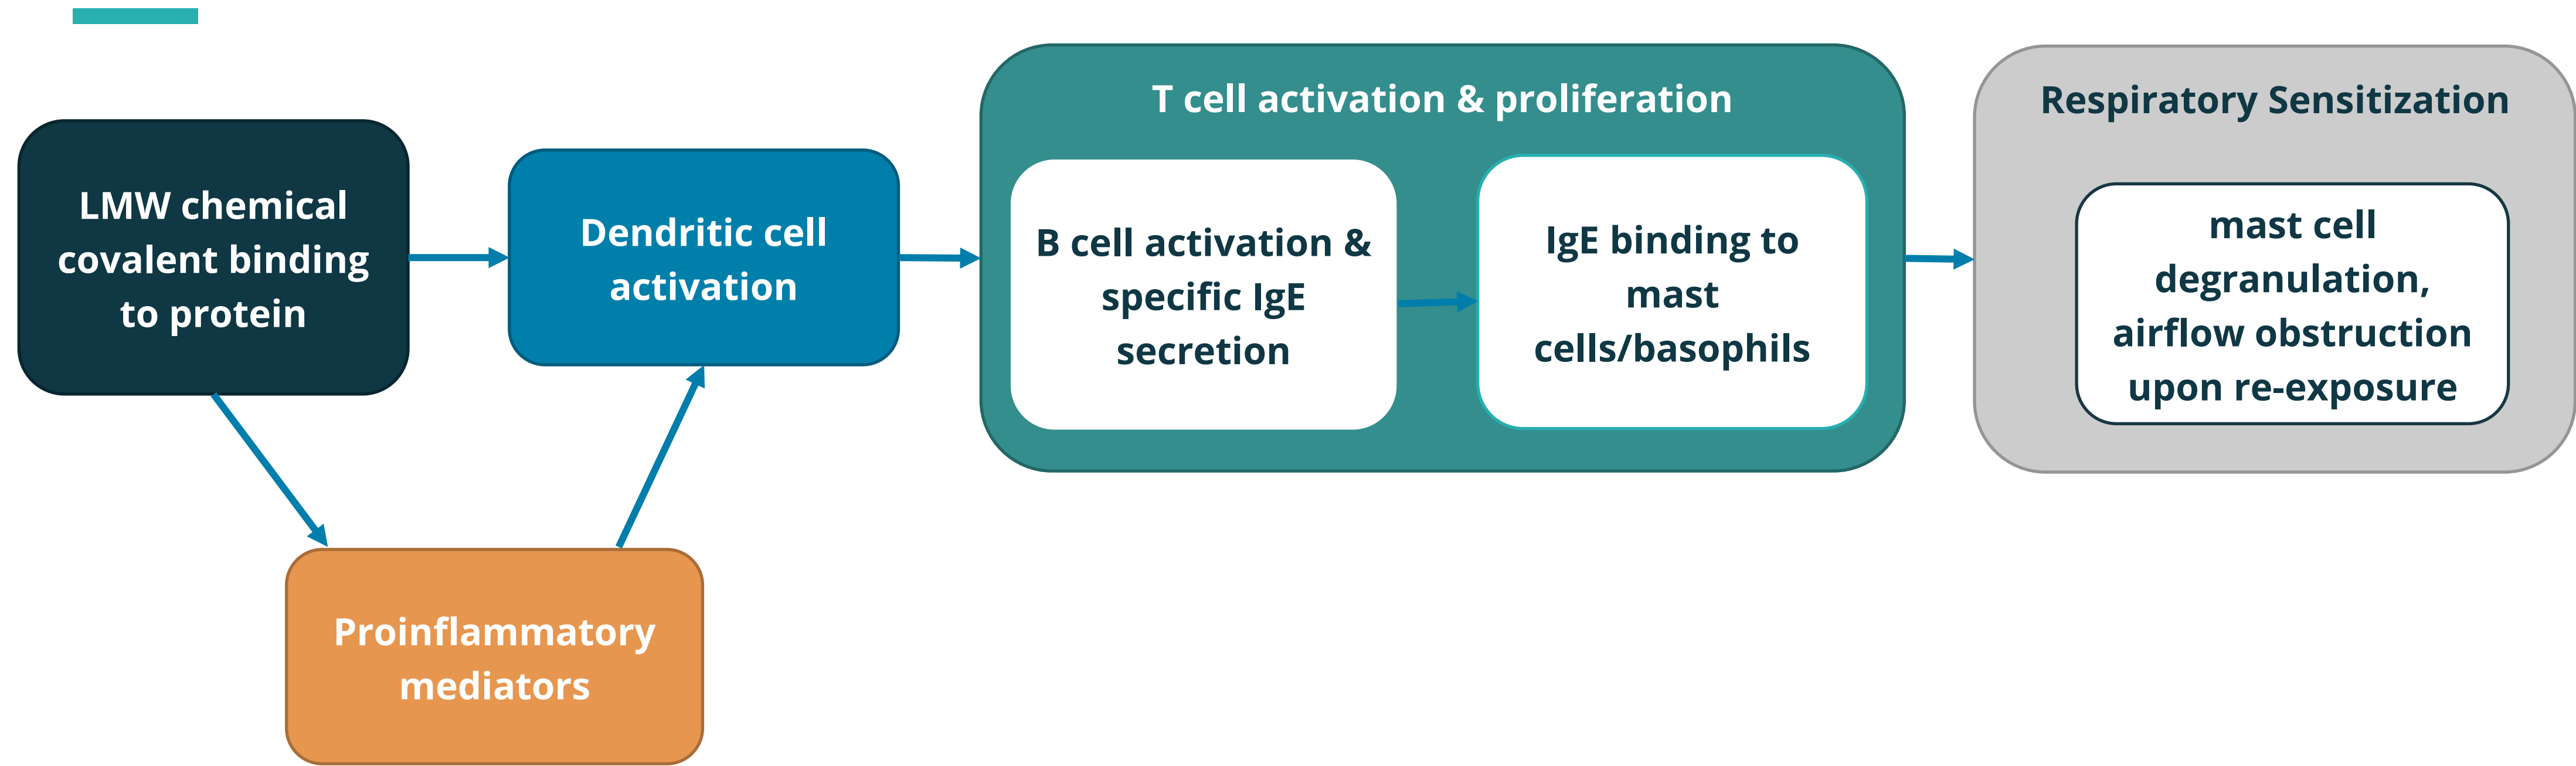 LMW chemical
covalent binding
to protein
Dendritic cell
activation
Proinflammatory
mediators
T cell activation & proliferation
B cell activation &
specific IgE
secretion
IgE binding to
mast
cells/basophils
Respiratory Sensitization
mast cell
degranulation,
airflow obstruction
upon re-exposure